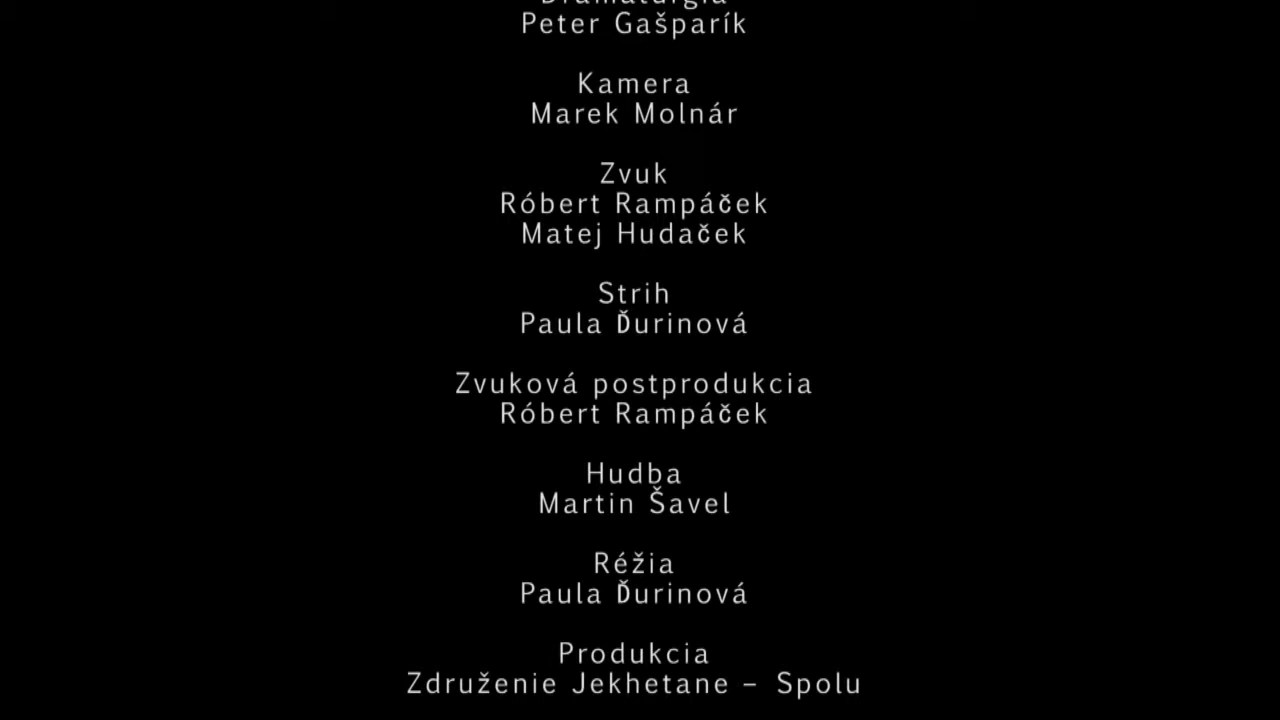 Dramaturgia
Peter Gašparík
Kamera
Marek Molnár
Zvuk
Róbert Rampáček
Matej Hudaček
Strih
Paula Ďurinová
Zvuková postprodukcia
Róbert Rampáček
Hudba
Martin Šavel
Réžia
Paula Ďurinová
Produkcia
Združenie Jekhetane – Spolu